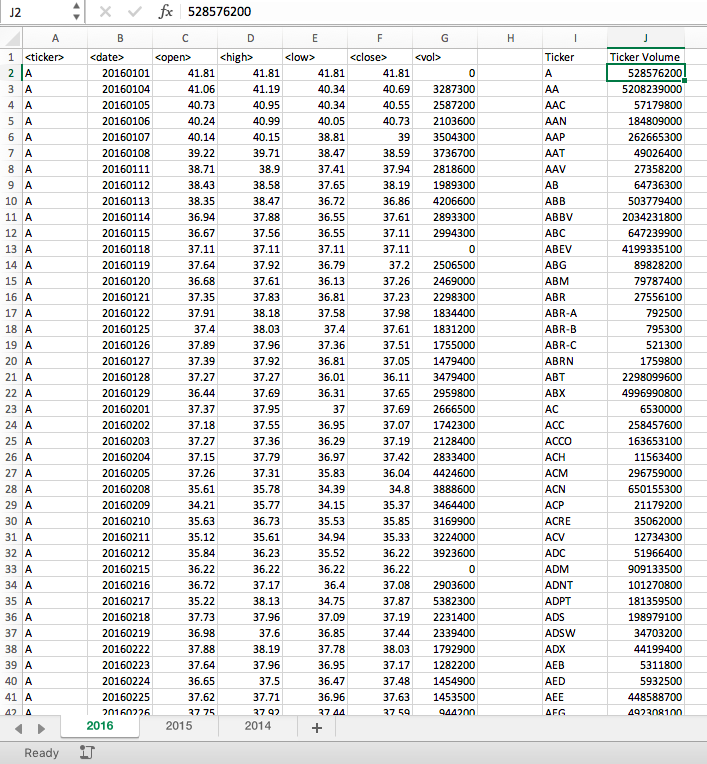 J2 fx 528576200
A B C D E F G H I J
1 <ticker> <date> <open> <high> <low> <close> <vol> Ticker Ticker Volume
2 A 20160101 41.81 41.81 41.81 41.81 0 A 528576200
3 A 20160104 41.06 41.19 40.34 40.69 3287300 AA 5208239000
4 A 20160105 40.73 40.95 40.34 40.55 2587200 AAC 57179800
5 A 20160106 40.24 40.99 40.05 40.73 2103600 AAN 184809000
6 A 20160107 40.14 40.15 38.81 39 3504300 AAP 262665300
7 A 20160108 39.22 39.71 38.47 38.59 3736700 AAT 49026400
8 A 20160111 38.71 38.9 37.41 37.94 2818600 AAV 27358200
9 A 20160112 38.43 38.58 37.65 38.19 1989300 AB 64736300
10 A 20160113 38.35 38.47 36.72 36.86 4206600 ABB 503779400
11 A 20160114 36.94 37.88 36.55 37.61 2893300 ABBV 2034231800
12 A 20160115 36.67 37.56 36.55 37.11 2994300 ABC 647239900
13 A 20160118 37.11 37.11 37.11 37.11 0 ABEV 4199335100
14 A 20160119 37.64 37.92 36.79 37.2 2506500 ABG 89828200
15 A 20160120 36.68 37.61 36.13 37.26 2469000 ABM 79787400
16 A 20160121 37.35 37.83 36.81 37.23 2298300 ABR 27556100
17 A 20160122 37.91 38.18 37.58 37.98 1834400 ABR-A 792500
18 A 20160125 37.4 38.03 37.4 37.61 1831200 ABR-B 795300
19 A 20160126 37.89 37.96 37.36 37.51 1755000 ABR-C 521300
20 A 20160127 37.39 37.92 36.81 37.05 1479400 ABRN 1759800
21 A 20160128 37.27 37.27 36.01 36.11 3479400 ABT 2298099600
22 A 20160129 36.44 37.69 36.31 37.65 2959800 ABX 4996990800
23 A 20160201 37.37 37.95 37 37.69 2666500 AC 6530000
24 A 20160202 37.18 37.55 36.95 37.07 1742300 ACC 258457600
25 A 20160203 37.27 37.36 36.29 37.19 2128400 ACCO 163653100
26 A 20160204 37.15 37.79 36.97 37.42 2833400 ACH 11563400
27 A 20160205 37.26 37.31 35.83 36.04 4424600 ACM 296759000
28 A 20160208 35.61 35.78 34.39 34.8 3888600 ACN 650155300
29 A 20160209 34.21 35.77 34.15 35.37 3464400 ACP 21179200
30 A 20160210 35.63 36.73 35.53 35.85 3169900 ACRE 35062000
31 A 20160211 35.12 35.61 34.94 35.33 3224000 ACV 12734300
32 A 20160212 35.84 36.23 35.52 36.22 3923600 ADC 51966400
33 A 20160215 36.22 36.22 36.22 36.22 0 ADM 909133500
34 A 20160216 36.72 37.17 36.4 37.08 2903600 ADNT 101270800
35 A 20160217 35.22 38.13 34.75 37.87 5382300 ADPT 181359500
36 A 20160218 37.73 37.96 37.09 37.19 2231400 ADS 198979100
37 A 20160219 36.98 37.6 36.85 37.44 2339400 ADSW 34703200
38 A 20160222 37.88 38.19 37.78 38.03 1792900 ADX 44199400
39 A 20160223 37.64 37.96 36.95 37.17 1282200 AEB 5311800
40 A 20160224 36.65 37.5 36.47 37.48 1454900 AED 5932500
41 A 20160225 37.62 37.71 36.96 37.63 1453500 AEE 448588700
42 A 20160226 37.75 37.92 37.44 37.59 944200 AEG 492308100
2016 2015 2014 +
Ready